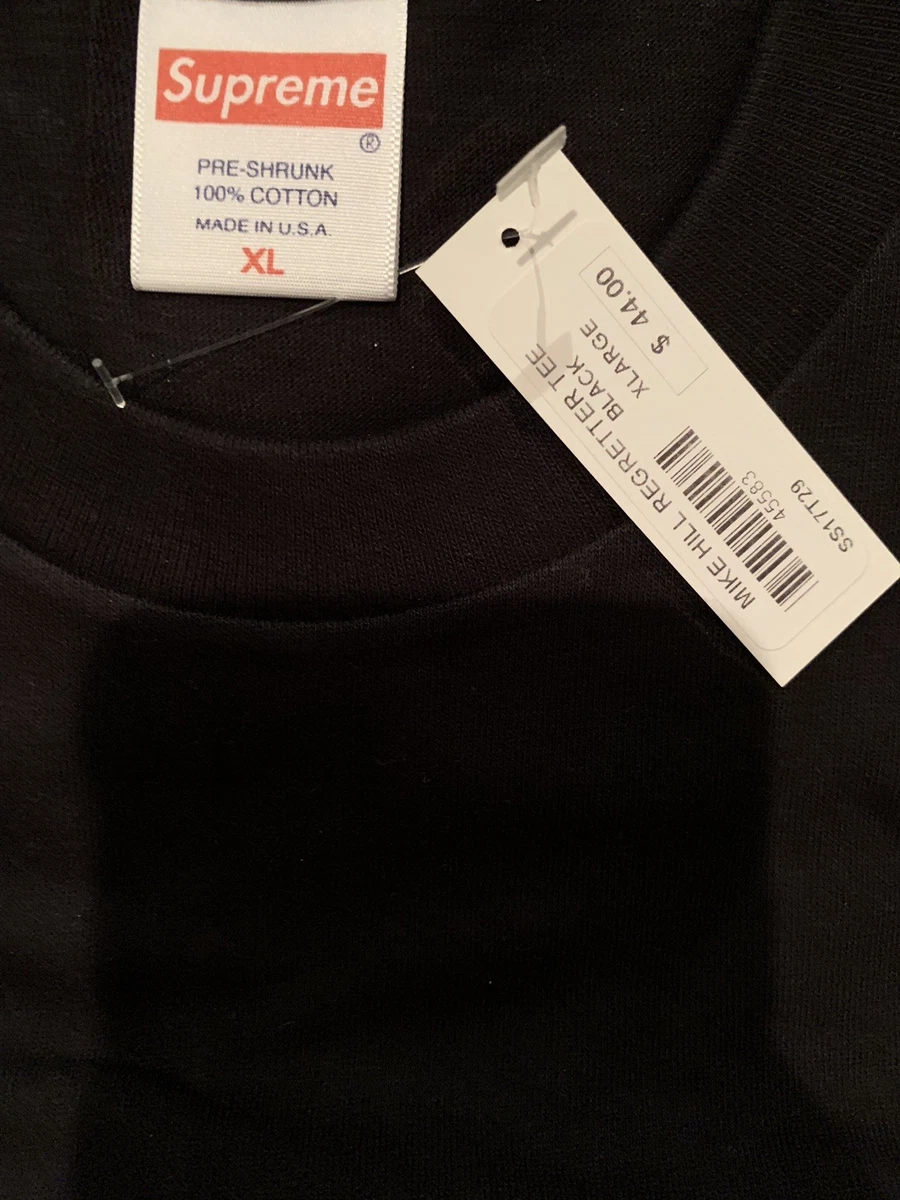 Supreme
®
PRE-SHRUNK
100% COTTON
MADE IN U.S.A.
XL
MIKE HILL REGRETTER TEE
BLACK
XLARGE
$ 44.00
45583
SS17T29